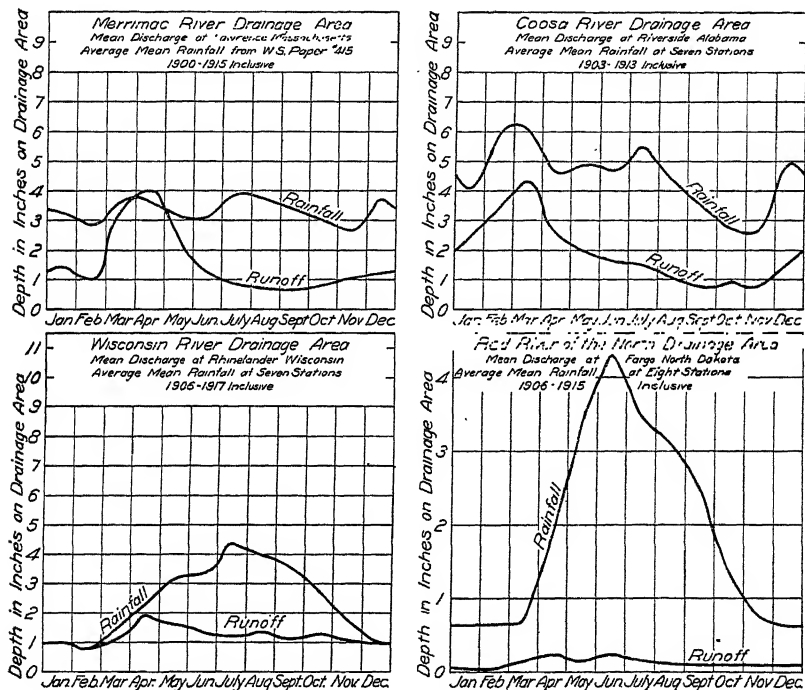 Merrimac River Drainage Area
Mean Discharge at Lawrence Massachusetts
Average Mean Rainfall from W.S. Paper #415
1900-1915 Inclusive
Depth in Inches on Drainage Area
9
8
7
6
5
4
3
2
1
0
Rainfall
Runoff
Jan. Feb. Mar. Apr. May Jun. July Aug. Sept. Oct. Nov. Dec.
Coosa River Drainage Area
Mean Discharge at Riverside Alabama
Average Mean Rainfall at Seven Stations
1903-1913 Inclusive
Depth in Inches on Drainage Area
9
8
7
6
5
4
3
2
1
0
Rainfall
Runoff
Jan. Feb. Mar. Apr. May Jun. July Aug. Sept. Oct. Nov. Dec.
Wisconsin River Drainage Area
Mean Discharge at Rhinelander Wisconsin
Average Mean Rainfall at Seven Stations
1906-1917 Inclusive
Depth in Inches on Drainage Area
11
10
9
8
7
6
5
4
3
2
1
0
Rainfall
Runoff
Jan. Feb. Mar. Apr. May Jun. July Aug. Sept. Oct. Nov. Dec.
Red River of the North Drainage Area
Mean Discharge at Fargo North Dakota
Average Mean Rainfall at Eight Stations
1906-1915 Inclusive
Depth in Inches on Drainage Area
4
3
2
1
0
Rainfall
Runoff
Jan. Feb. Mar. Apr. May Jun. July Aug. Sept. Oct. Nov. Dec.